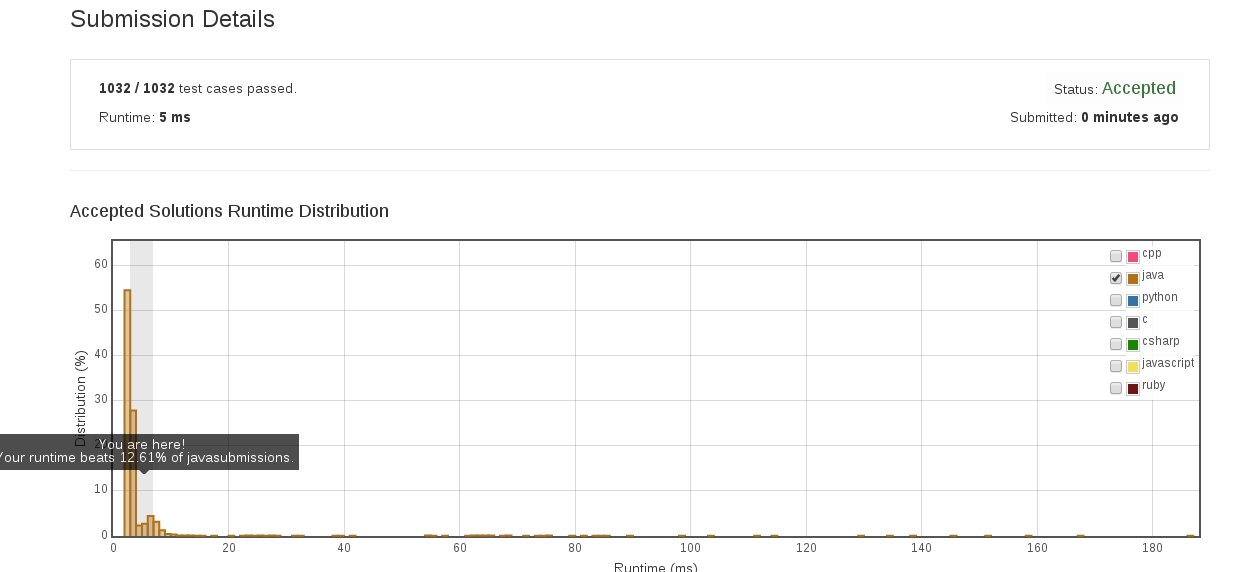 Submission Details
1032 / 1032 test cases passed.
Status: Accepted
Runtime: 5 ms
Submitted: 0 minutes ago
Accepted Solutions Runtime Distribution
cpp
java
python
c
csharp
javascript
ruby
Distribution (%)
60
50
40
30
20
10
0
You are here!
Your runtime beats 12.61% of javasubmissions.
0
20
40
60
80
100
120
140
160
180
Runtime (ms)